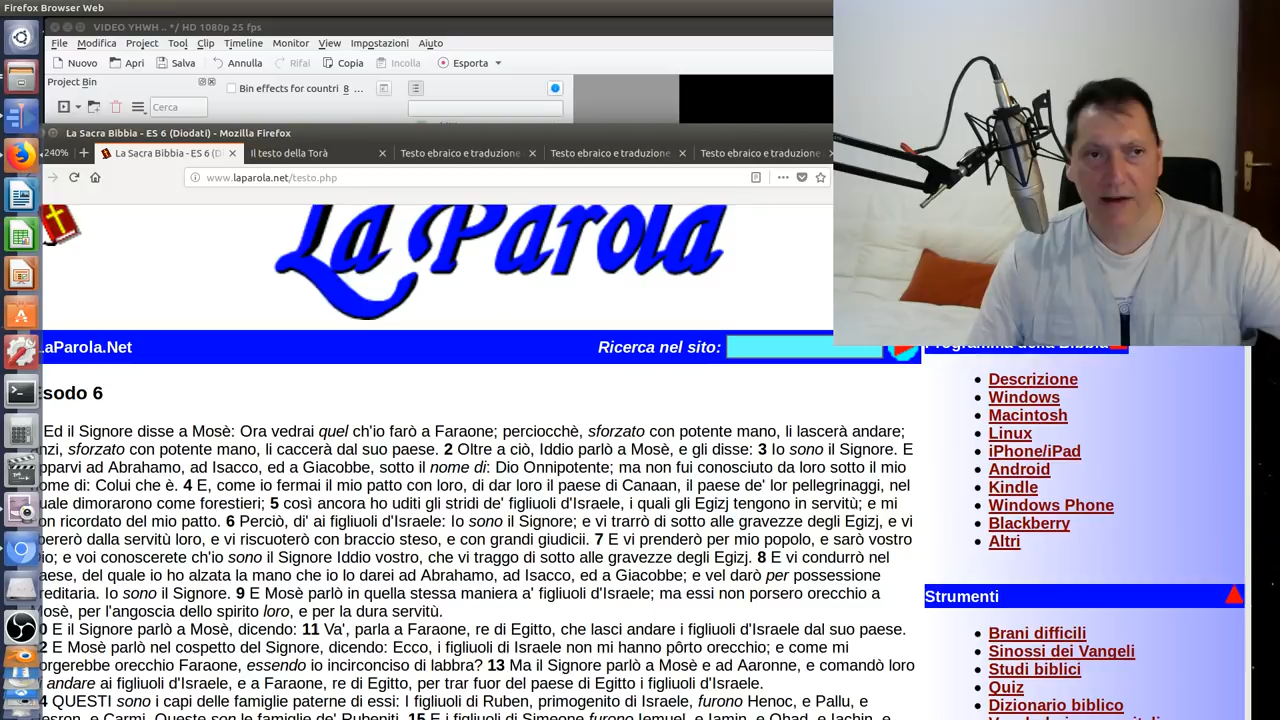 Firefox Browser Web
VIDEO YHWH .. */ HD 1080p 25 fps
File Modifica Project Tool Clip Timeline Monitor View Impostazioni Aiuto
Nuovo Apri Salva Annulla Rifai Copia Incolla Esporta
Project Bin
Bin effects for countri 8 ...
Cerca
La Sacra Bibbia - ES 6 (Diodati) - Mozilla Firefox
240% La Sacra Bibbia - ES 6 (D Il testo della Torà Testo ebraico e traduzione Testo ebraico e traduzione Testo ebraico e traduzione
www.laparola.net/testo.php
La Parola
LaParola.Net
Ricerca nel sito:
sodo 6
Ed il Signore disse a Mosè: Ora vedrai quel ch'io farò a Faraone; perciocchè, sforzato con potente mano, li lascerà andare;
nzi, sforzato con potente mano, li caccerà dal suo paese. 2 Oltre a ciò, Iddio parlò a Mosè, e gli disse: 3 Io sono il Signore. E
pparvi ad Abrahamo, ad Isacco, ed a Giacobbe, sotto il nome di: Dio Onnipotente; ma non fui conosciuto da loro sotto il mio
ome di: Colui che è. 4 E, come io fermai il mio patto con loro, di dar loro il paese di Canaan, il paese de' lor pellegrinaggi, nel
uale dimorarono come forestieri; 5 così ancora ho uditi gli stridi de' figliuoli d'Israele, i quali gli Egizj tengono in servitù; e mi
on ricordato del mio patto. 6 Perciò, di' ai figliuoli d'Israele: Io sono il Signore; e vi trarrò di sotto alle gravezze degli Egizj, e vi
bererò dalla servitù loro, e vi riscuoterò con braccio steso, e con grandi giudicii. 7 E vi prenderò per mio popolo, e sarò vostro
io; e voi conoscerete ch'io sono il Signore Iddio vostro, che vi traggo di sotto alle gravezze degli Egizj. 8 E vi condurrò nel
aese, del quale io ho alzata la mano che io lo darei ad Abrahamo, ad Isacco, ed a Giacobbe; e vel darò per possessione
reditaria. Io sono il Signore. 9 E Mosè parlò in quella stessa maniera a' figliuoli d'Israele; ma essi non porsero orecchio a
osè, per l'angoscia dello spirito loro, e per la dura servitù.
0 E il Signore parlò a Mosè, dicendo: 11 Va', parla a Faraone, re di Egitto, che lasci andare i figliuoli d'Israele dal suo paese.
2 E Mosè parlò nel cospetto del Signore, dicendo: Ecco, i figliuoli di Israele non mi hanno pôrto orecchio; e come mi
orgerebbe orecchio Faraone, essendo io incirconciso di labbra? 13 Ma il Signore parlò a Mosè e ad Aaronne, e comandò loro
andare ai figliuoli d'Israele, e a Faraone, re di Egitto, per trar fuor del paese di Egitto i figliuoli d'Israele.
4 QUESTI sono i capi delle famiglie paterne di essi: I figliuoli di Ruben, primogenito di Israele, furono Henoc, e Pallu, e
esron, e Carmi. Queste son le famiglie de' Rubeniti. 15 E i figliuoli di Simeone furono Iemuel, e Iamin, e Ohad, e Iachin, e
Programma della Bibbia
Descrizione
Windows
Macintosh
Linux
iPhone/iPad
Android
Kindle
Windows Phone
Blackberry
Altri
Strumenti
Brani difficili
Sinossi dei Vangeli
Studi biblici
Quiz
Dizionario biblico